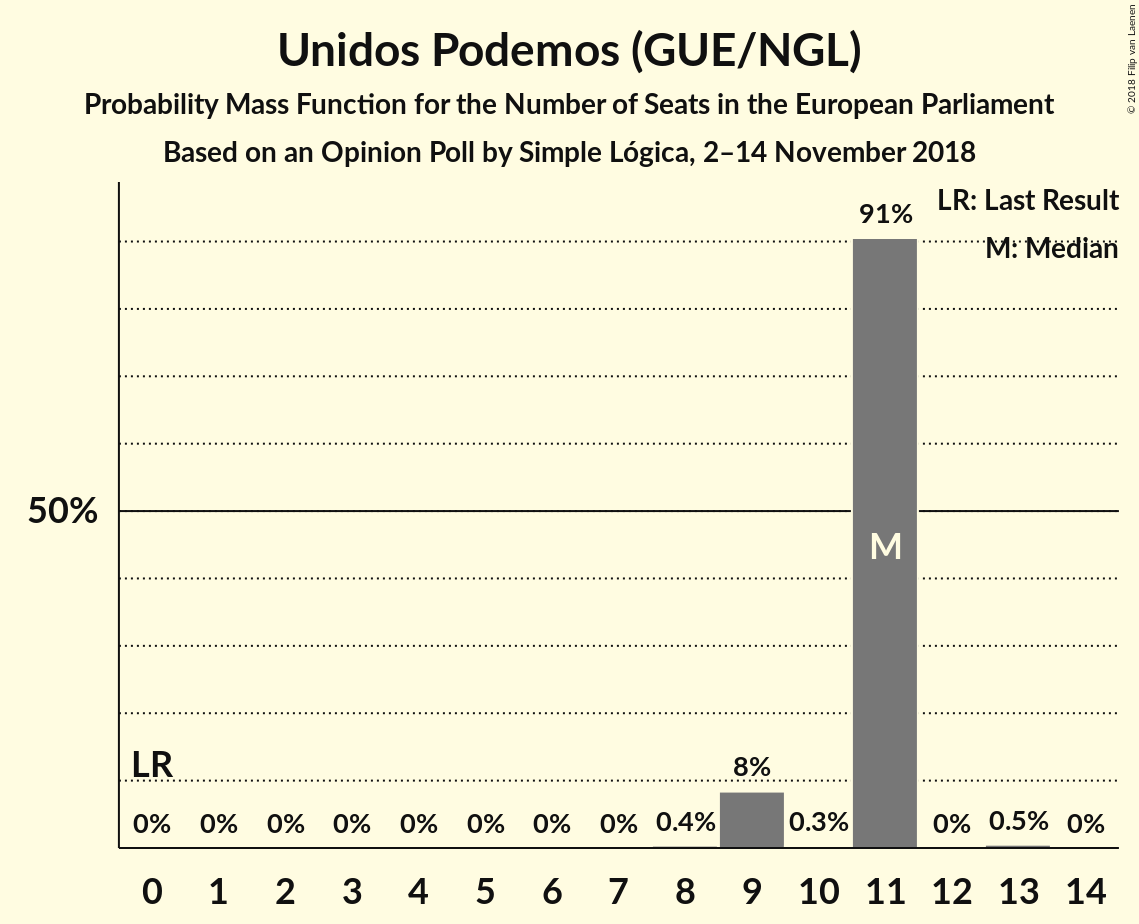 Unidos Podemos (GUE/NGL)
Probability Mass Function for the Number of Seats in the European Parliament
Based on an Opinion Poll by Simple Lógica, 2–14 November 2018
© 2018 Filip van Laenen
LR: Last Result
M: Median
91%
50%
M
LR
8%
0% 0% 0% 0% 0% 0% 0% 0% 0.4% 0.3% 0% 0.5% 0%
0 1 2 3 4 5 6 7 8 9 10 11 12 13 14